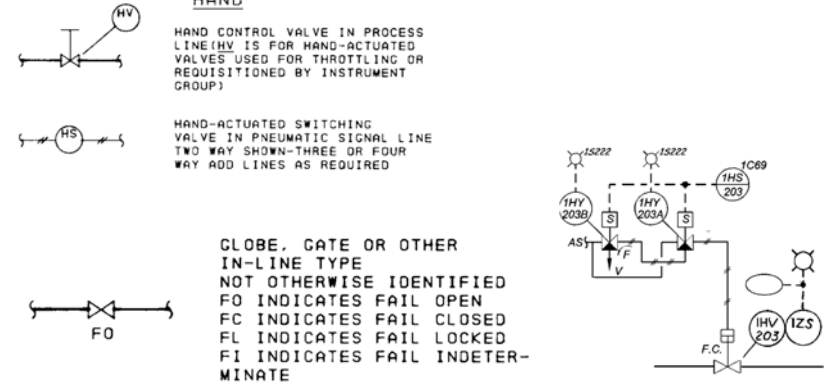 HAND
HV
HAND CONTROL VALVE IN PROCESS
LINE(HV IS FOR HAND-ACTUATED
VALVES USED FOR THROTTLING OR
REQUISITIONED BY INSTRUMENT
GROUP)
HS
HAND-ACTUATED SWITCHING
VALVE IN PNEUMATIC SIGNAL LINE
TWO WAY SHOWN-THREE OR FOUR
WAY ADD LINES AS REQUIRED
GLOBE, GATE OR OTHER
IN-LINE TYPE
NOT OTHERWISE IDENTIFIED
FO INDICATES FAIL OPEN
FC INDICATES FAIL CLOSED
FL INDICATES FAIL LOCKED
FI INDICATES FAIL INDETER-
MINATE
FO
1S222
1S222
1C69
1HS
203
1HY
203B
1HY
203A
S
S
AS
F
V
F.C.
IHV
203
IZS